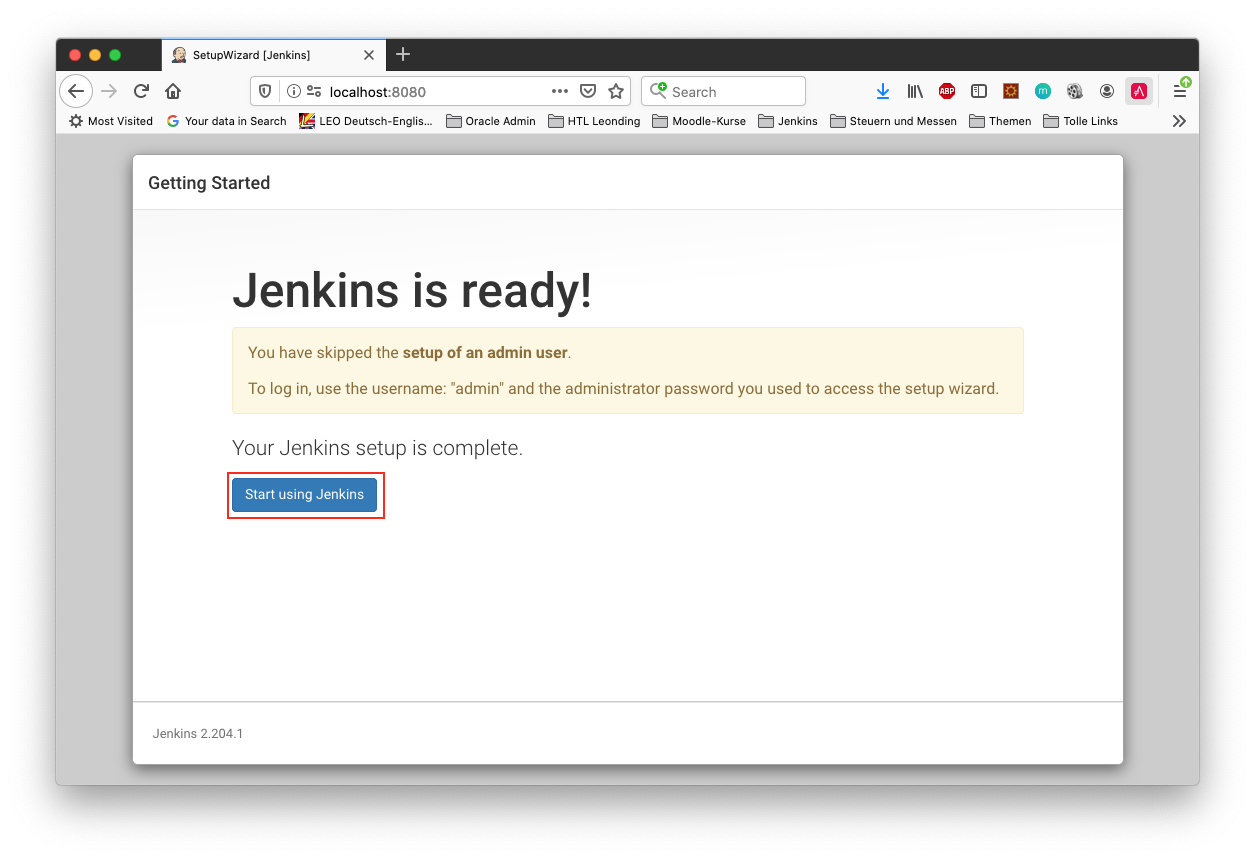 SetupWizard [Jenkins]
localhost:8080
Search
ABP
m
Most Visited
Your data in Search
LEO Deutsch-Englis...
Oracle Admin
HTL Leonding
Moodle-Kurse
Jenkins
Steuern und Messen
Themen
Tolle Links
Getting Started
Jenkins is ready!
You have skipped the setup of an admin user.
To log in, use the username: "admin" and the administrator password you used to access the setup wizard.
Your Jenkins setup is complete.
Start using Jenkins
Jenkins 2.204.1